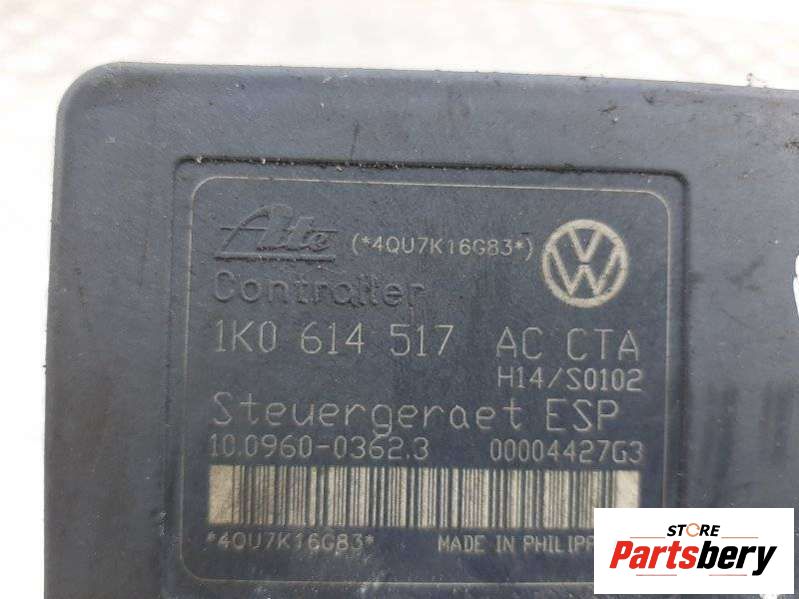 Ate (*4QU7K16G83*)
Controller
1K0 614 517 AC CTA
H14/S0102
Steuergeraet ESP
10.0960-0362.3 00004427G3
*4QU7K16G83* MADE IN PHILIPP
STORE
Partsbery